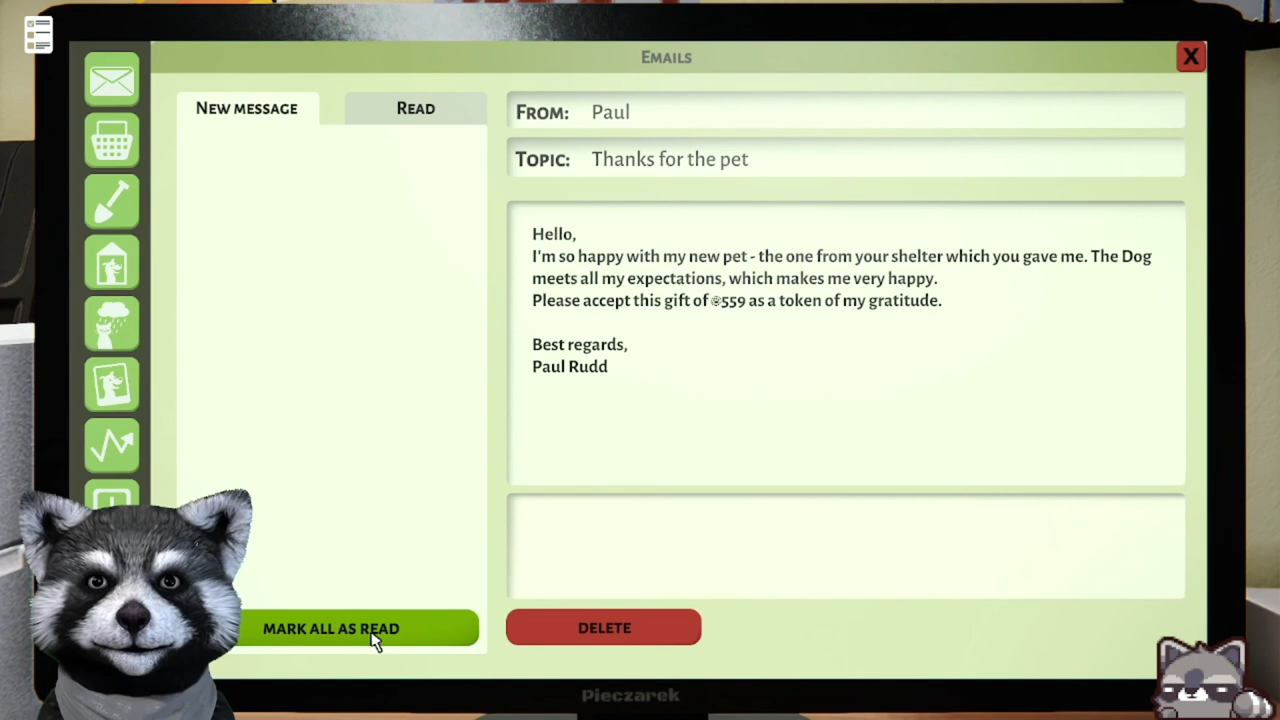 EMAILS
X
NEW MESSAGE
READ
FROM: Paul
TOPIC: Thanks for the pet
Hello,
I'm so happy with my new pet - the one from your shelter which you gave me. The Dog
meets all my expectations, which makes me very happy.
Please accept this gift of 559 as a token of my gratitude.
Best regards,
Paul Rudd
MARK ALL AS READ
DELETE
Pieczarek